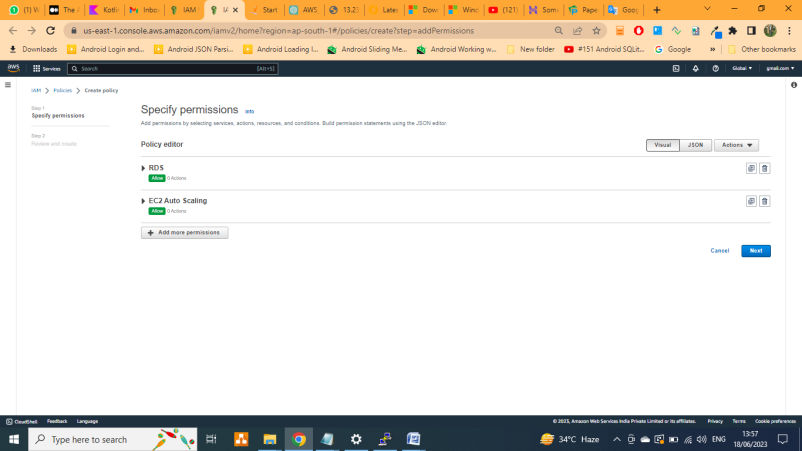 (1) W
The A
Kotli
Inbo
IAM
IA
Start
AWS
13.2
Lates
Dow
Wind
(121)
Som
Pape
Goog
us-east-1.console.aws.amazon.com/iamv2/home?region=ap-south-1#/policies/create?step=addPermissions
Downloads
Android Login and...
Android JSON Parsi...
Android Loading I...
Android Sliding Me...
Android Working w...
New folder
#151 Android SQLit...
Google
»
Other bookmarks
aws
Services
Search
[Alt+S]
Global
gmail.com
IAM > Policies > Create policy
Step 1
Specify permissions
Step 2
Review and create
Specify permissions Info
Add permissions by selecting services, actions, resources, and conditions. Build permission statements using the JSON editor.
Policy editor
Visual
JSON
Actions
RDS
Allow 0 Actions
EC2 Auto Scaling
Allow 0 Actions
+ Add more permissions
Cancel
Next
CloudShell
Feedback
Language
© 2023, Amazon Web Services India Private Limited or its affiliates.
Privacy
Terms
Cookie preferences
Type here to search
34°C Haze
ENG
13:57
18/06/2023